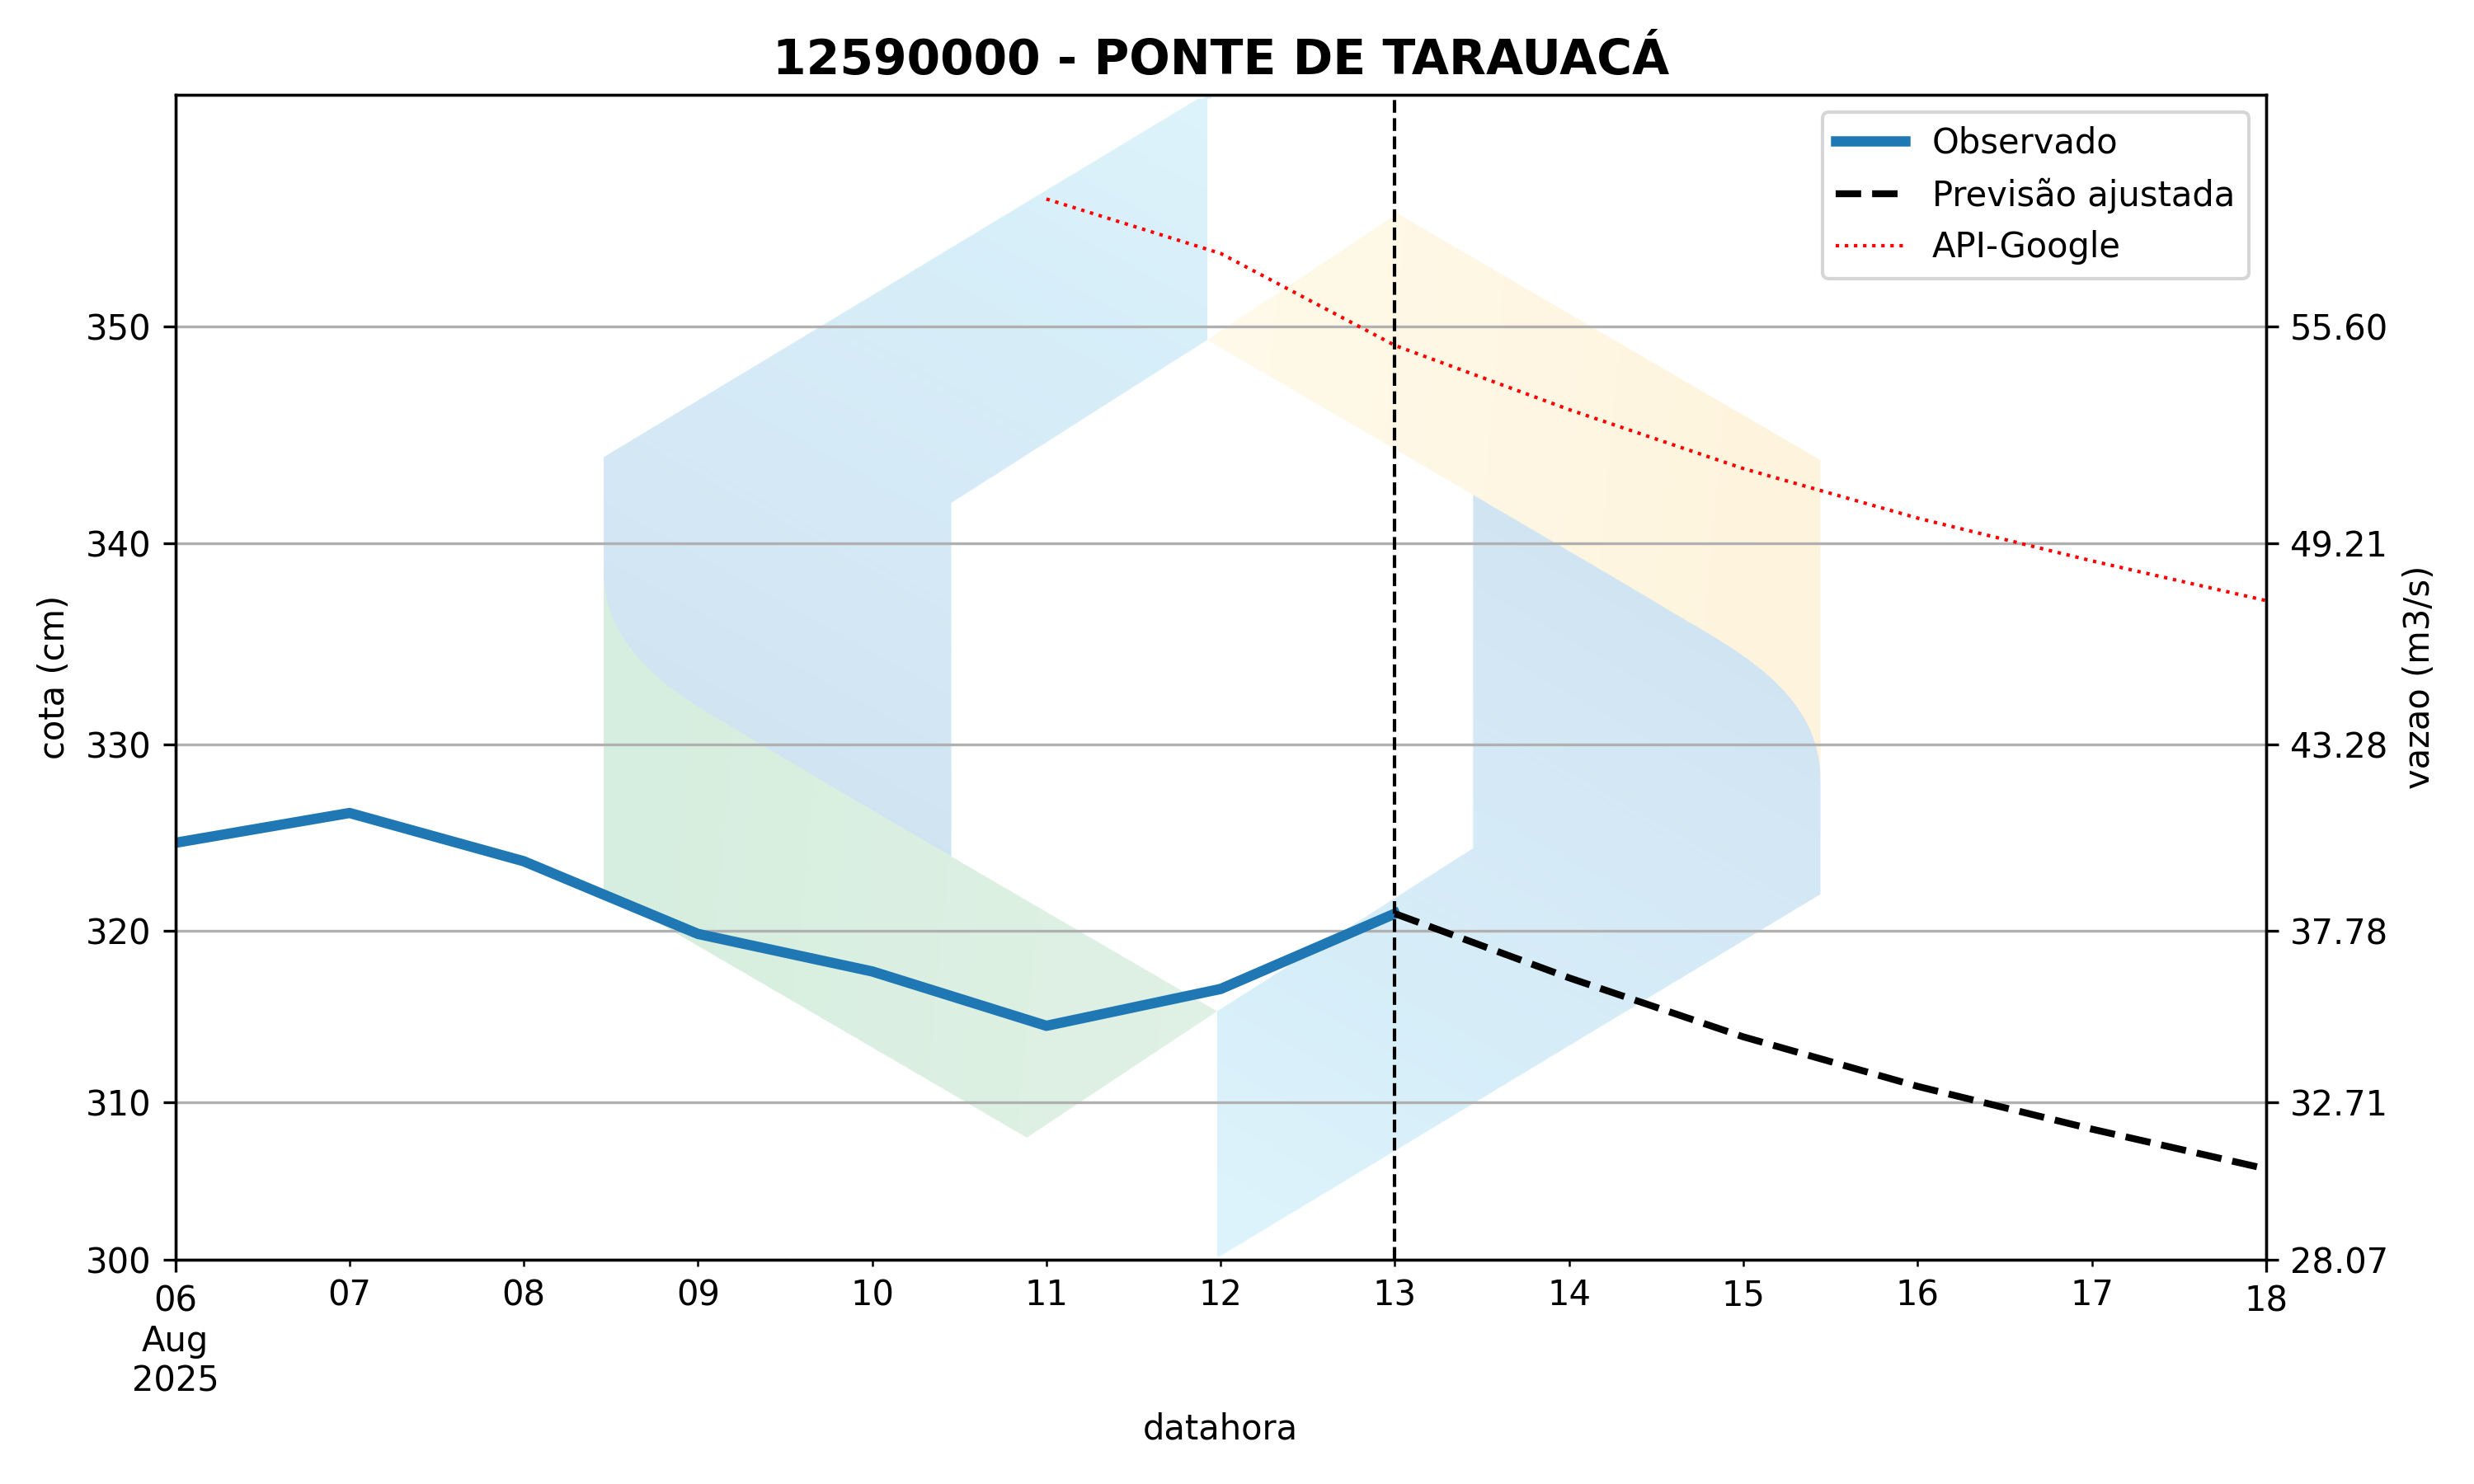 12590000 - PONTE DE TARAUACÁ
Observado
Previsão ajustada
API-Google
cota (cm)
350
340
330
320
310
300
55.60
49.21
43.28
37.78
32.71
28.07
vazao (m3/s)
06 07 08 09 10 11 12 13 14 15 16 17 18
Aug
2025
datahora